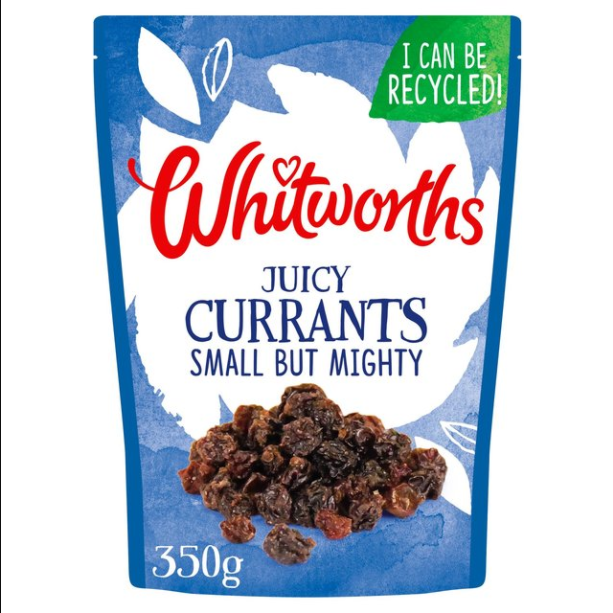 I CAN BE
RECYCLED!
Whitworths
JUICY
CURRANTS
SMALL BUT MIGHTY
350g